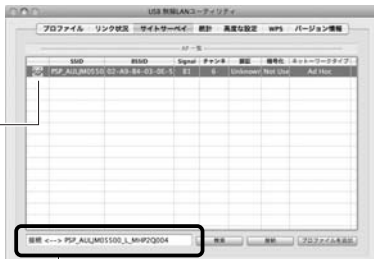 USB 無線LANユーティリティ
プロファイル リンク状況 サイトサーベイ 統計 高度な設定 WPS バージョン情報
AP 一覧
SSID BSSID Signal チャンネル 認証 暗号化 ネットワークタイプ
PSP_AULJM05500 02-A9-B4-03-0E-5 81 6 Unknown Not Use Ad Hoc
接続 <--> PSP_AULJM05500_L_MHP2Q004 検索 接続 プロファイルを追加